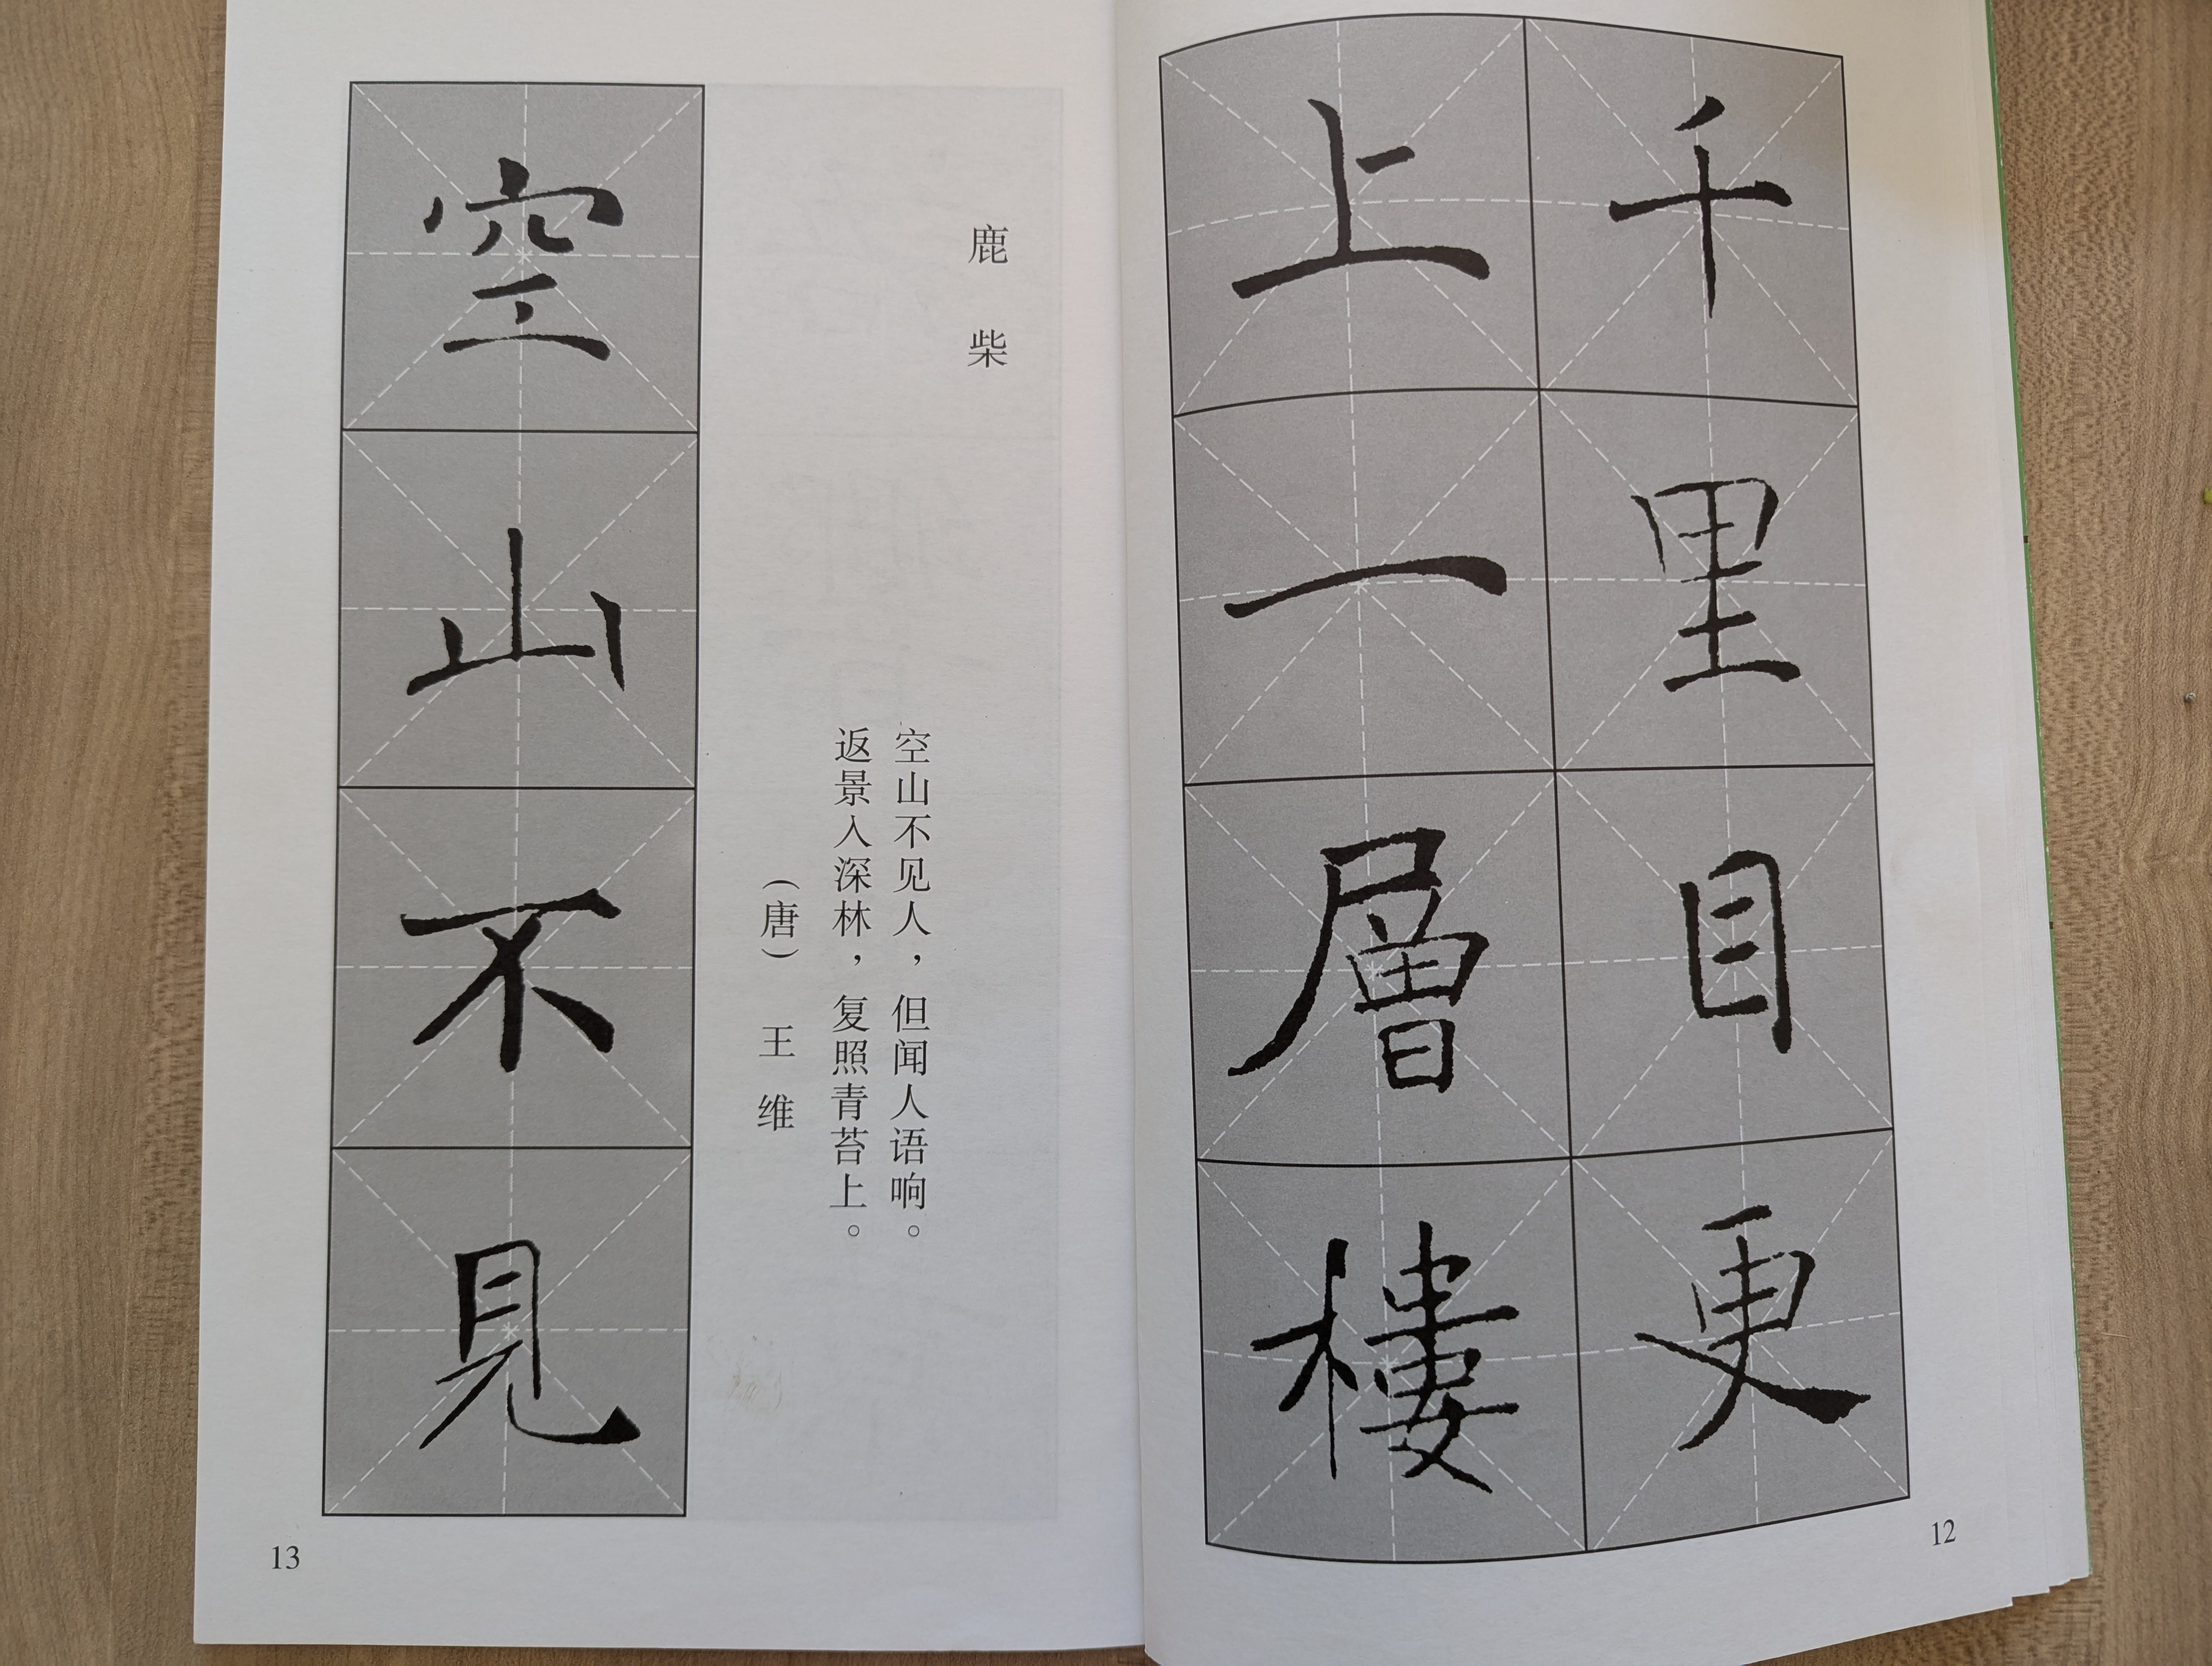 千里目更
上一層樓
12
鹿柴
空山不见人，但闻人语响。
返景入深林，复照青苔上。
（唐） 王维
空山不見
13